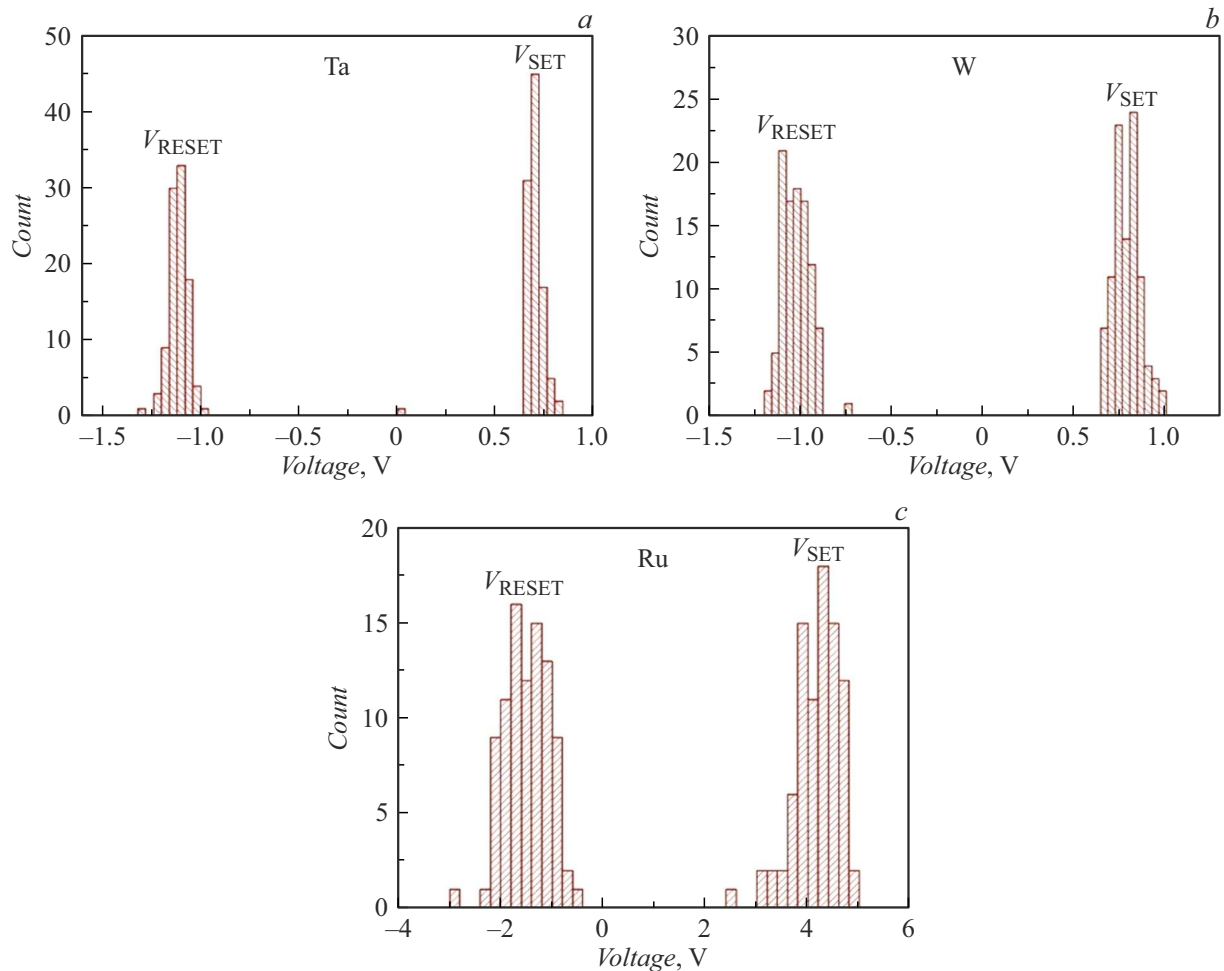 a
50
40
30
20
10
0
Count
Ta
V_RESET
V_SET
–1.5 –1.0 –0.5 0 0.5 1.0
Voltage, V
b
30
25
20
15
10
5
0
Count
W
V_RESET
V_SET
–1.5 –1.0 –0.5 0 0.5 1.0
Voltage, V
c
20
15
10
5
0
Count
Ru
V_RESET
V_SET
–4 –2 0 2 4 6
Voltage, V